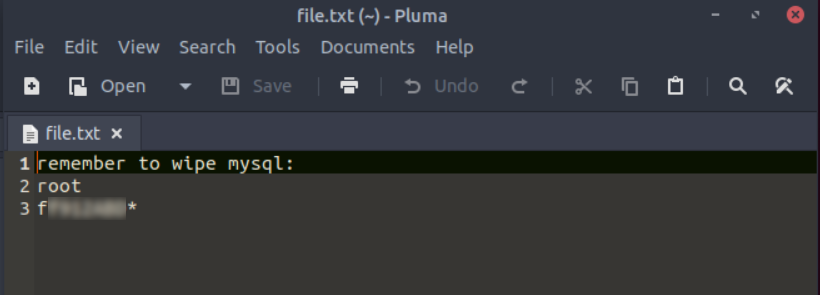 file.txt (~) - Pluma
File Edit View Search Tools Documents Help
Open Save Undo
file.txt
1 remember to wipe mysql:
2 root
3 f *